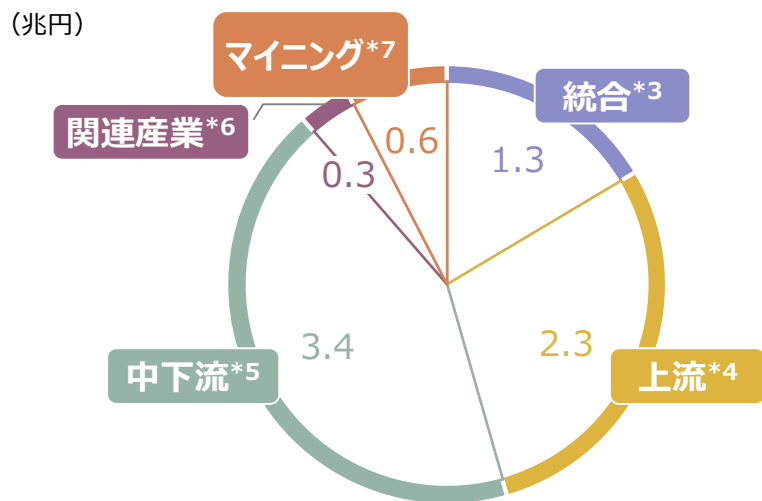 （兆円）
マイニング*7
統合*3
関連産業*6
0.6
1.3
0.3
3.4
2.3
中下流*5
上流*4